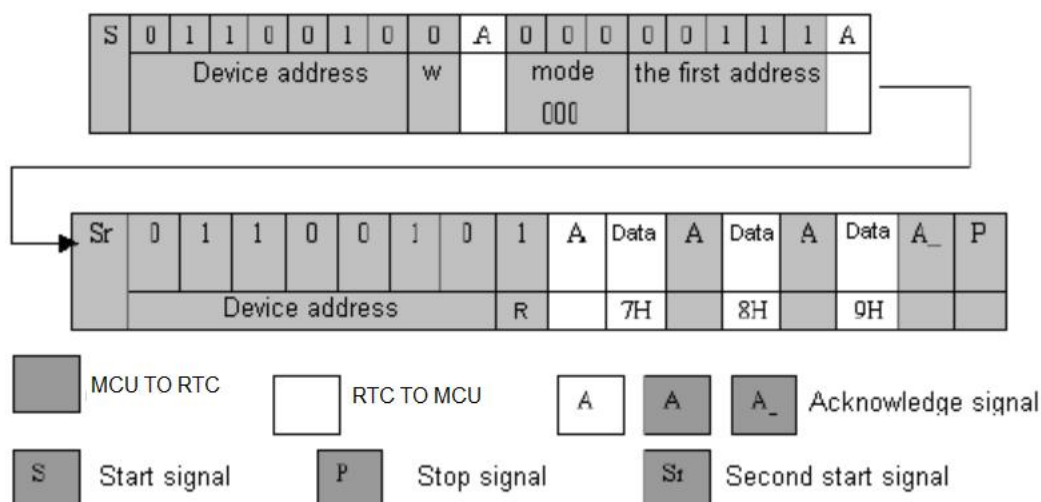 S 0 1 1 0 0 1 0 0 A 0 0 0 0 0 1 1 1 A
Device address w mode the first address
000
Sr 0 1 1 0 0 1 0 1 A Data A Data A Data A_ P
Device address R 7H 8H 9H
MCU TO RTC RTC TO MCU A A A_ Acknowledge signal
S Start signal P Stop signal Sr Second start signal